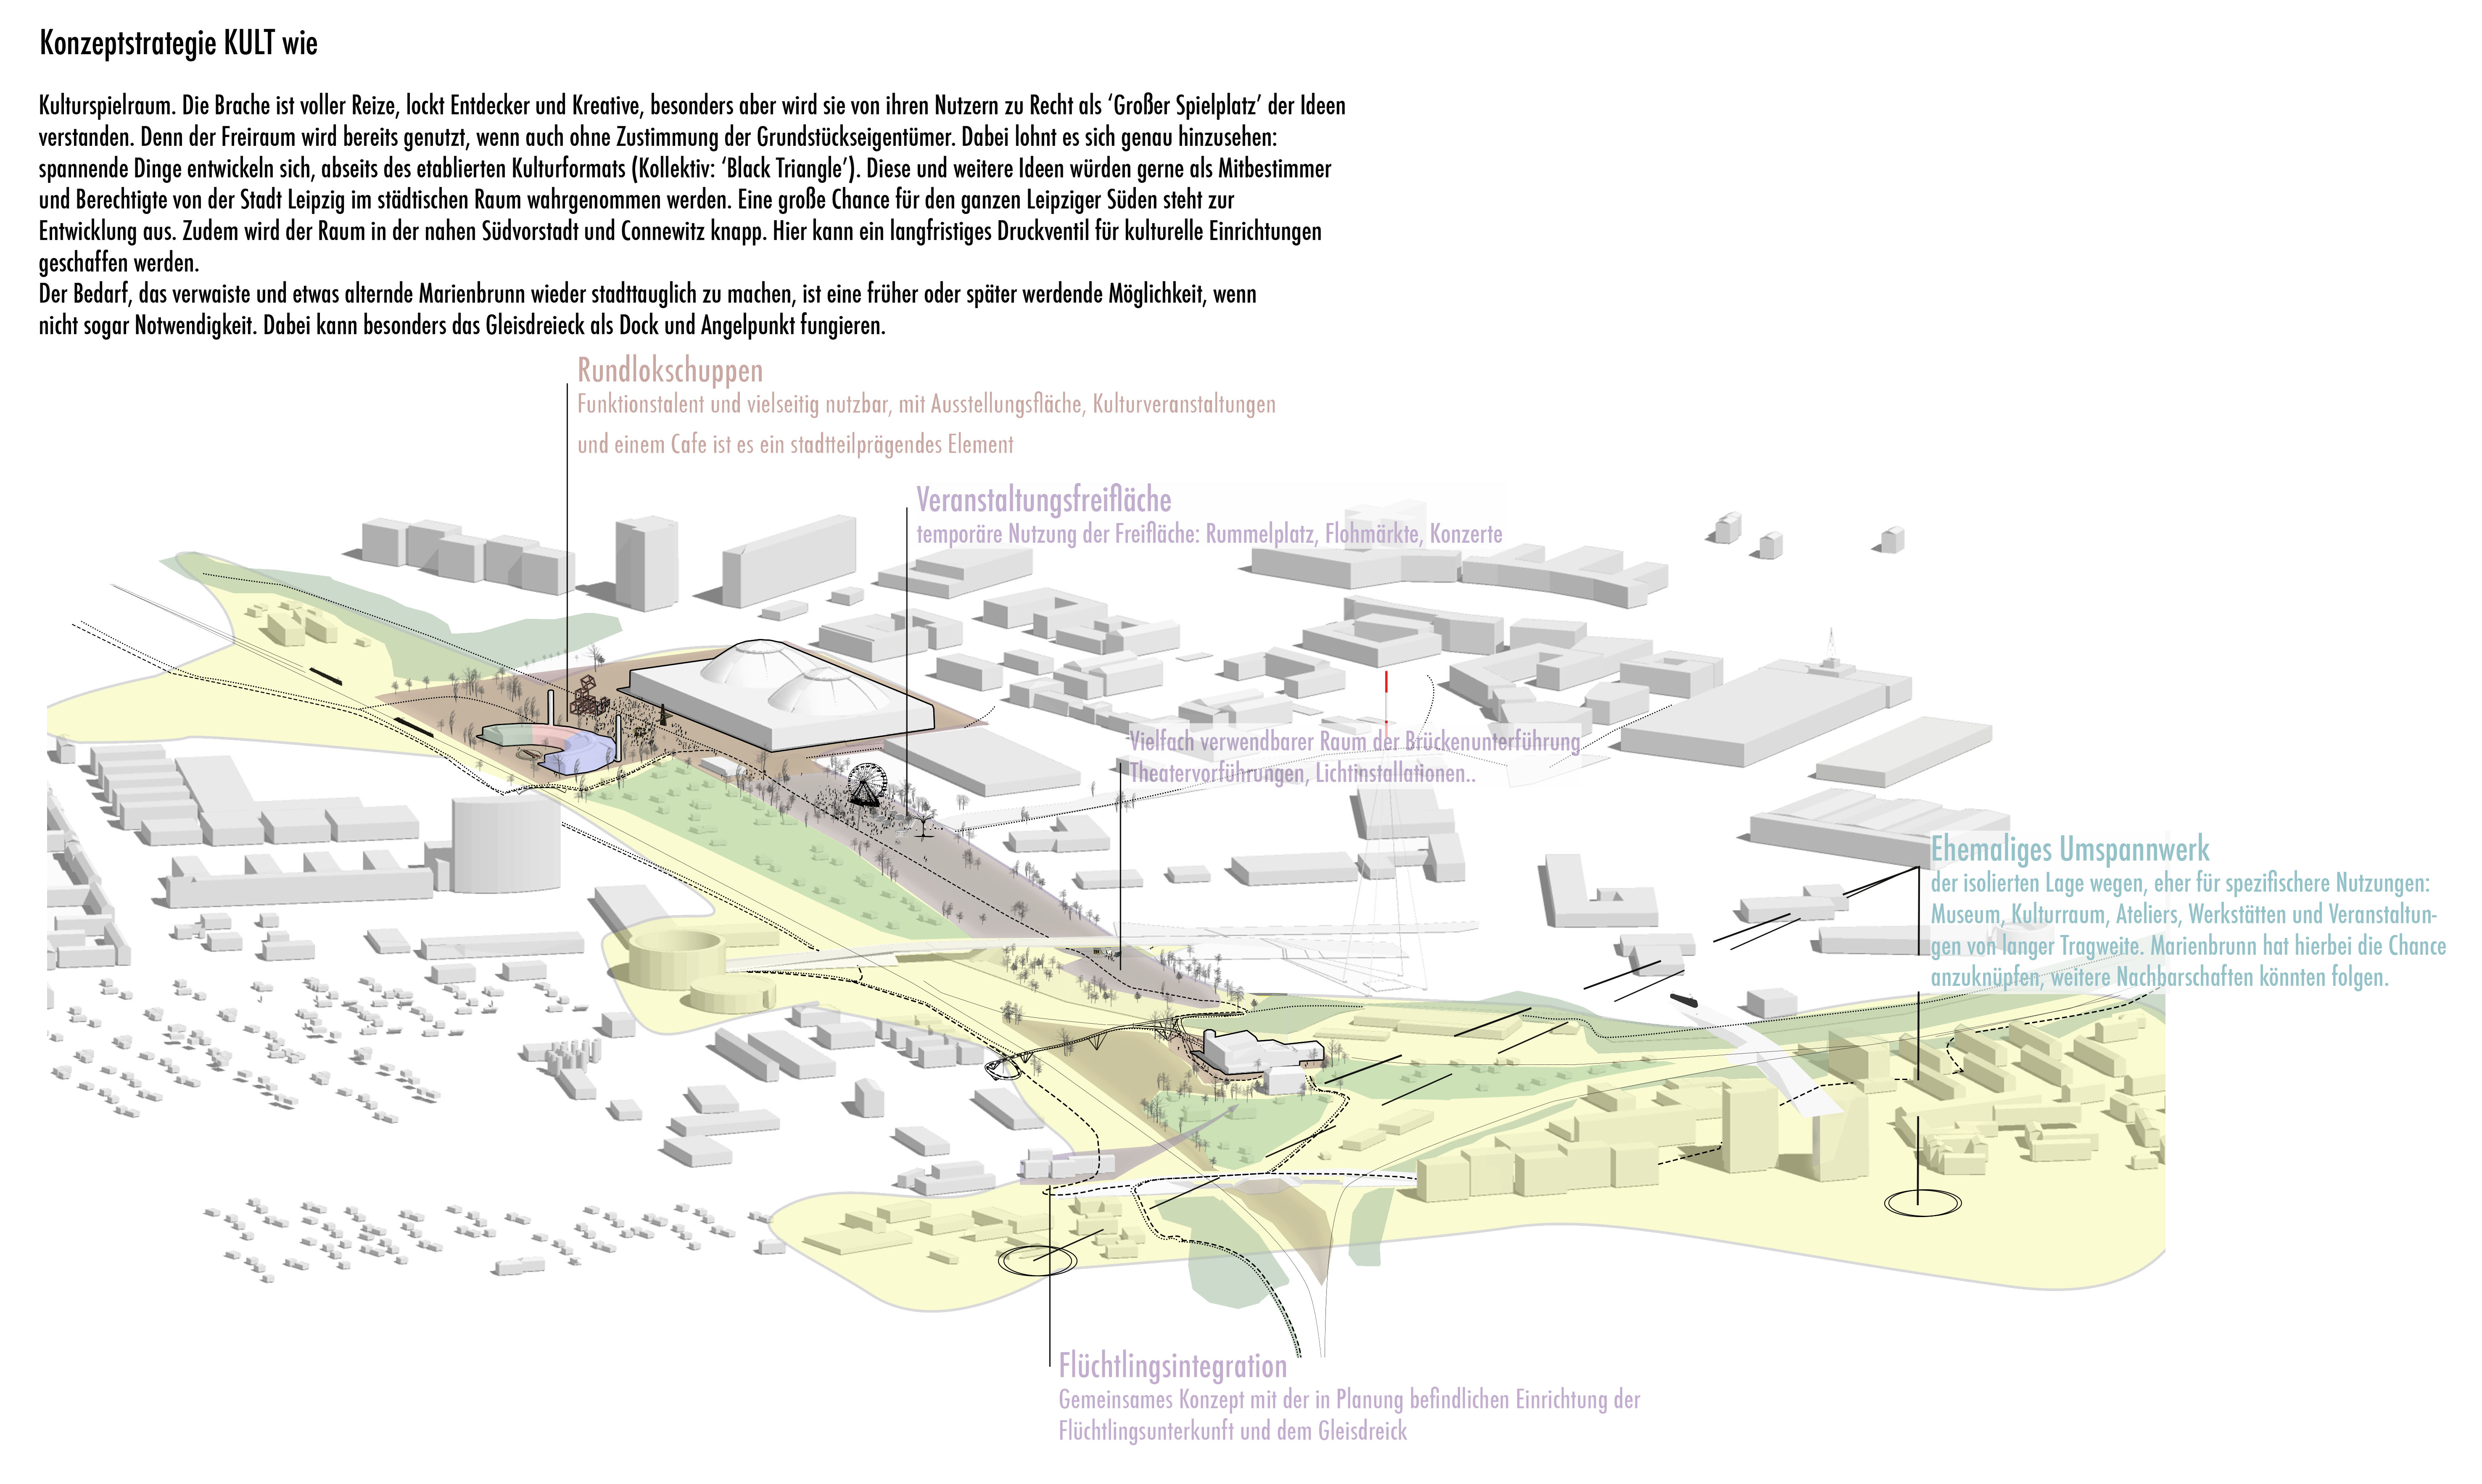 Konzeptstrategie KULT wie
Kulturspielraum. Die Brache ist voller Reize, lockt Entdecker und Kreative, besonders aber wird sie von ihren Nutzern zu Recht als ‘Großer Spielplatz’ der Ideen
verstanden. Denn der Freiraum wird bereits genutzt, wenn auch ohne Zustimmung der Grundstückseigentümer. Dabei lohnt es sich genau hinzusehen:
spannende Dinge entwickeln sich, abseits des etablierten Kulturformats (Kollektiv: ‘Black Triangle’). Diese und weitere Ideen würden gerne als Mitbestimmer
und Berechtigte von der Stadt Leipzig im städtischen Raum wahrgenommen werden. Eine große Chance für den ganzen Leipziger Süden steht zur
Entwicklung aus. Zudem wird der Raum in der nahen Südvorstadt und Connewitz knapp. Hier kann ein langfristiges Druckventil für kulturelle Einrichtungen
geschaffen werden.
Der Bedarf, das verwaiste und etwas alternde Marienbrunn wieder stadttauglich zu machen, ist eine früher oder später werdende Möglichkeit, wenn
nicht sogar Notwendigkeit. Dabei kann besonders das Gleisdreieck als Dock und Angelpunkt fungieren.
Rundlokschuppen
Funktionstalent und vielseitig nutzbar, mit Ausstellungsfläche, Kulturveranstaltungen
und einem Cafe ist es ein stadtteilprägendes Element
Veranstaltungsfreifläche
temporäre Nutzung der Freifläche: Rummelplatz, Flohmärkte, Konzerte
Vielfach verwendbarer Raum der Brückenunterführung
Theatervorführungen, Lichtinstallationen..
Ehemaliges Umspannwerk
der isolierten Lage wegen, eher für spezifischere Nutzungen:
Museum, Kulturraum, Ateliers, Werkstätten und Veranstaltun-
gen von langer Tragweite. Marienbrunn hat hierbei die Chance
anzuknüpfen, weitere Nachbarschaften könnten folgen.
Flüchtlingsintegration
Gemeinsames Konzept mit der in Planung befindlichen Einrichtung der
Flüchtlingsunterkunft und dem Gleisdreick